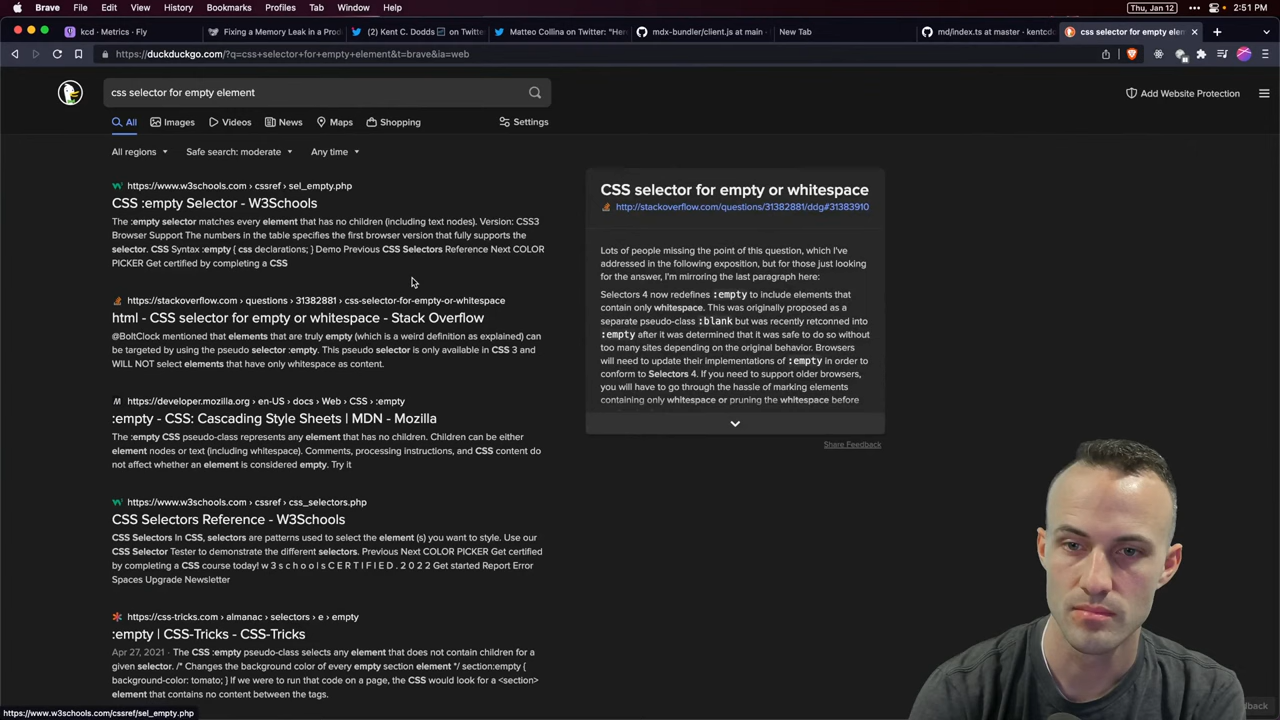 Brave File Edit View History Bookmarks Profiles Tab Window Help
Thu, Jan 12 2:51 PM
kcd - Metrics - Fly
Fixing a Memory Leak in a Prod
(2) Kent C. Dodds
on Twitter
Matteo Collina on Twitter: "Her
mdx-bundler/client.js at main
New Tab
md/index.ts at master · kentcdo
css selector for empty elem
https://duckduckgo.com/?q=css+selector+for+empty+element&t=brave&ia=web
css selector for empty element
Add Website Protection
All Images Videos News Maps Shopping Settings
All regions Safe search: moderate Any time
https://www.w3schools.com › cssref › sel_empty.php
CSS :empty Selector - W3Schools
The :empty selector matches every element that has no children (including text nodes). Version: CSS3
Browser Support The numbers in the table specifies the first browser version that fully supports the
selector. CSS Syntax :empty { css declarations; } Demo Previous CSS Selectors Reference Next COLOR
PICKER Get certified by completing a CSS
https://stackoverflow.com › questions › 31382881 › css-selector-for-empty-or-whitespace
html - CSS selector for empty or whitespace - Stack Overflow
@BoltClock mentioned that elements that are truly empty (which is a weird definition as explained) can
be targeted by using the pseudo selector :empty. This pseudo selector is only available in CSS 3 and
WILL NOT select elements that have only whitespace as content.
https://developer.mozilla.org › en-US › docs › Web › CSS › :empty
:empty - CSS: Cascading Style Sheets | MDN - Mozilla
The :empty CSS pseudo-class represents any element that has no children. Children can be either
element nodes or text (including whitespace). Comments, processing instructions, and CSS content do
not affect whether an element is considered empty. Try it
https://www.w3schools.com › cssref › css_selectors.php
CSS Selectors Reference - W3Schools
CSS Selectors In CSS, selectors are patterns used to select the element (s) you want to style. Use our
CSS Selector Tester to demonstrate the different selectors. Previous Next COLOR PICKER Get certified
by completing a CSS course today! w 3 s c h o o l s C E R T I F I E D . 2 0 2 2 Get started Report Error
Spaces Upgrade Newsletter
https://css-tricks.com › almanac › selectors › e › empty
:empty | CSS-Tricks - CSS-Tricks
Apr 27, 2021 · The CSS :empty pseudo-class selects any element that does not contain children for a
given selector. /* Changes the background color of every empty section element */ section:empty {
background-color: tomato; } If we were to run that code on a page, the CSS would look for a <section>
element that contains no content between the tags.
CSS selector for empty or whitespace
http://stackoverflow.com/questions/31382881/ddg#31383910
Lots of people missing the point of this question, which I've
addressed in the following exposition, but for those just looking
for the answer, I'm mirroring the last paragraph here:
Selectors 4 now redefines :empty to include elements that
contain only whitespace. This was originally proposed as a
separate pseudo-class :blank but was recently retconned into
:empty after it was determined that it was safe to do so without
too many sites depending on the original behavior. Browsers
will need to update their implementations of :empty in order to
conform to Selectors 4. If you need to support older browsers,
you will have to go through the hassle of marking elements
containing only whitespace or pruning the whitespace before
Share Feedback
https://www.w3schools.com/cssref/sel_empty.php